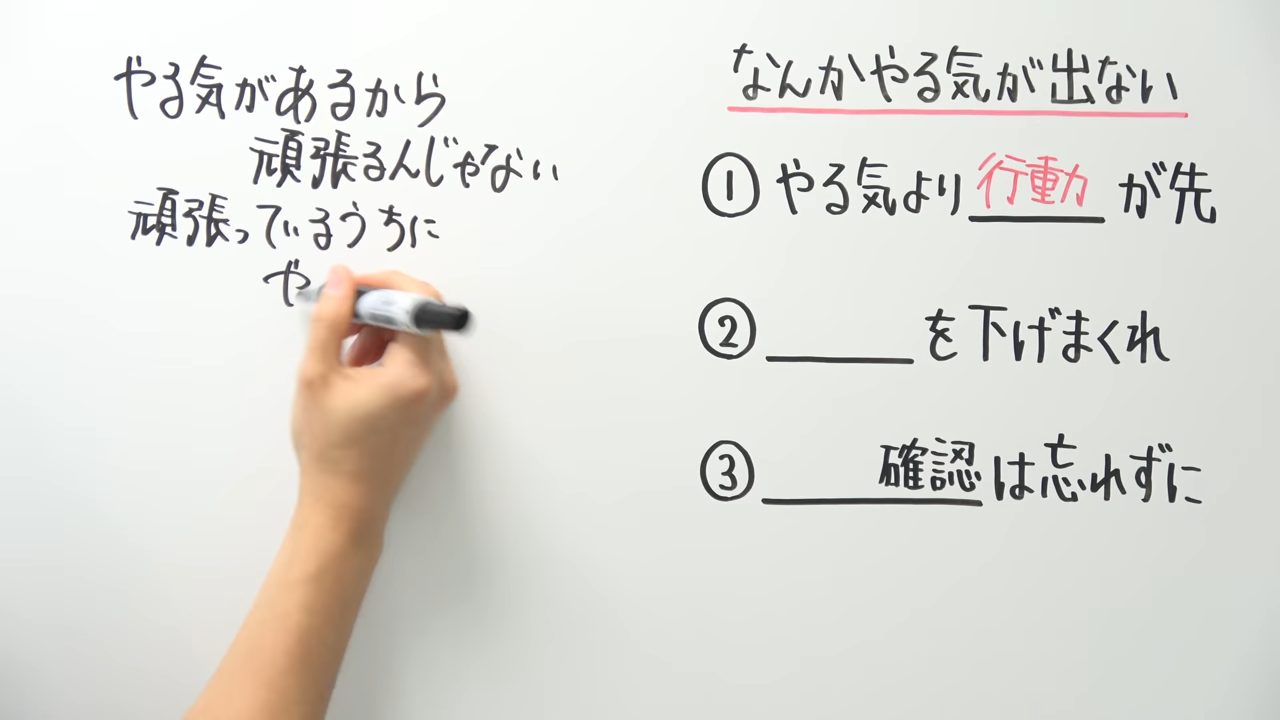 やる気があるから
頑張るんじゃない
頑張っているうちに
や
なんかやる気が出ない
① やる気より行動が先
② を下げまくれ
③ 確認は忘れずに